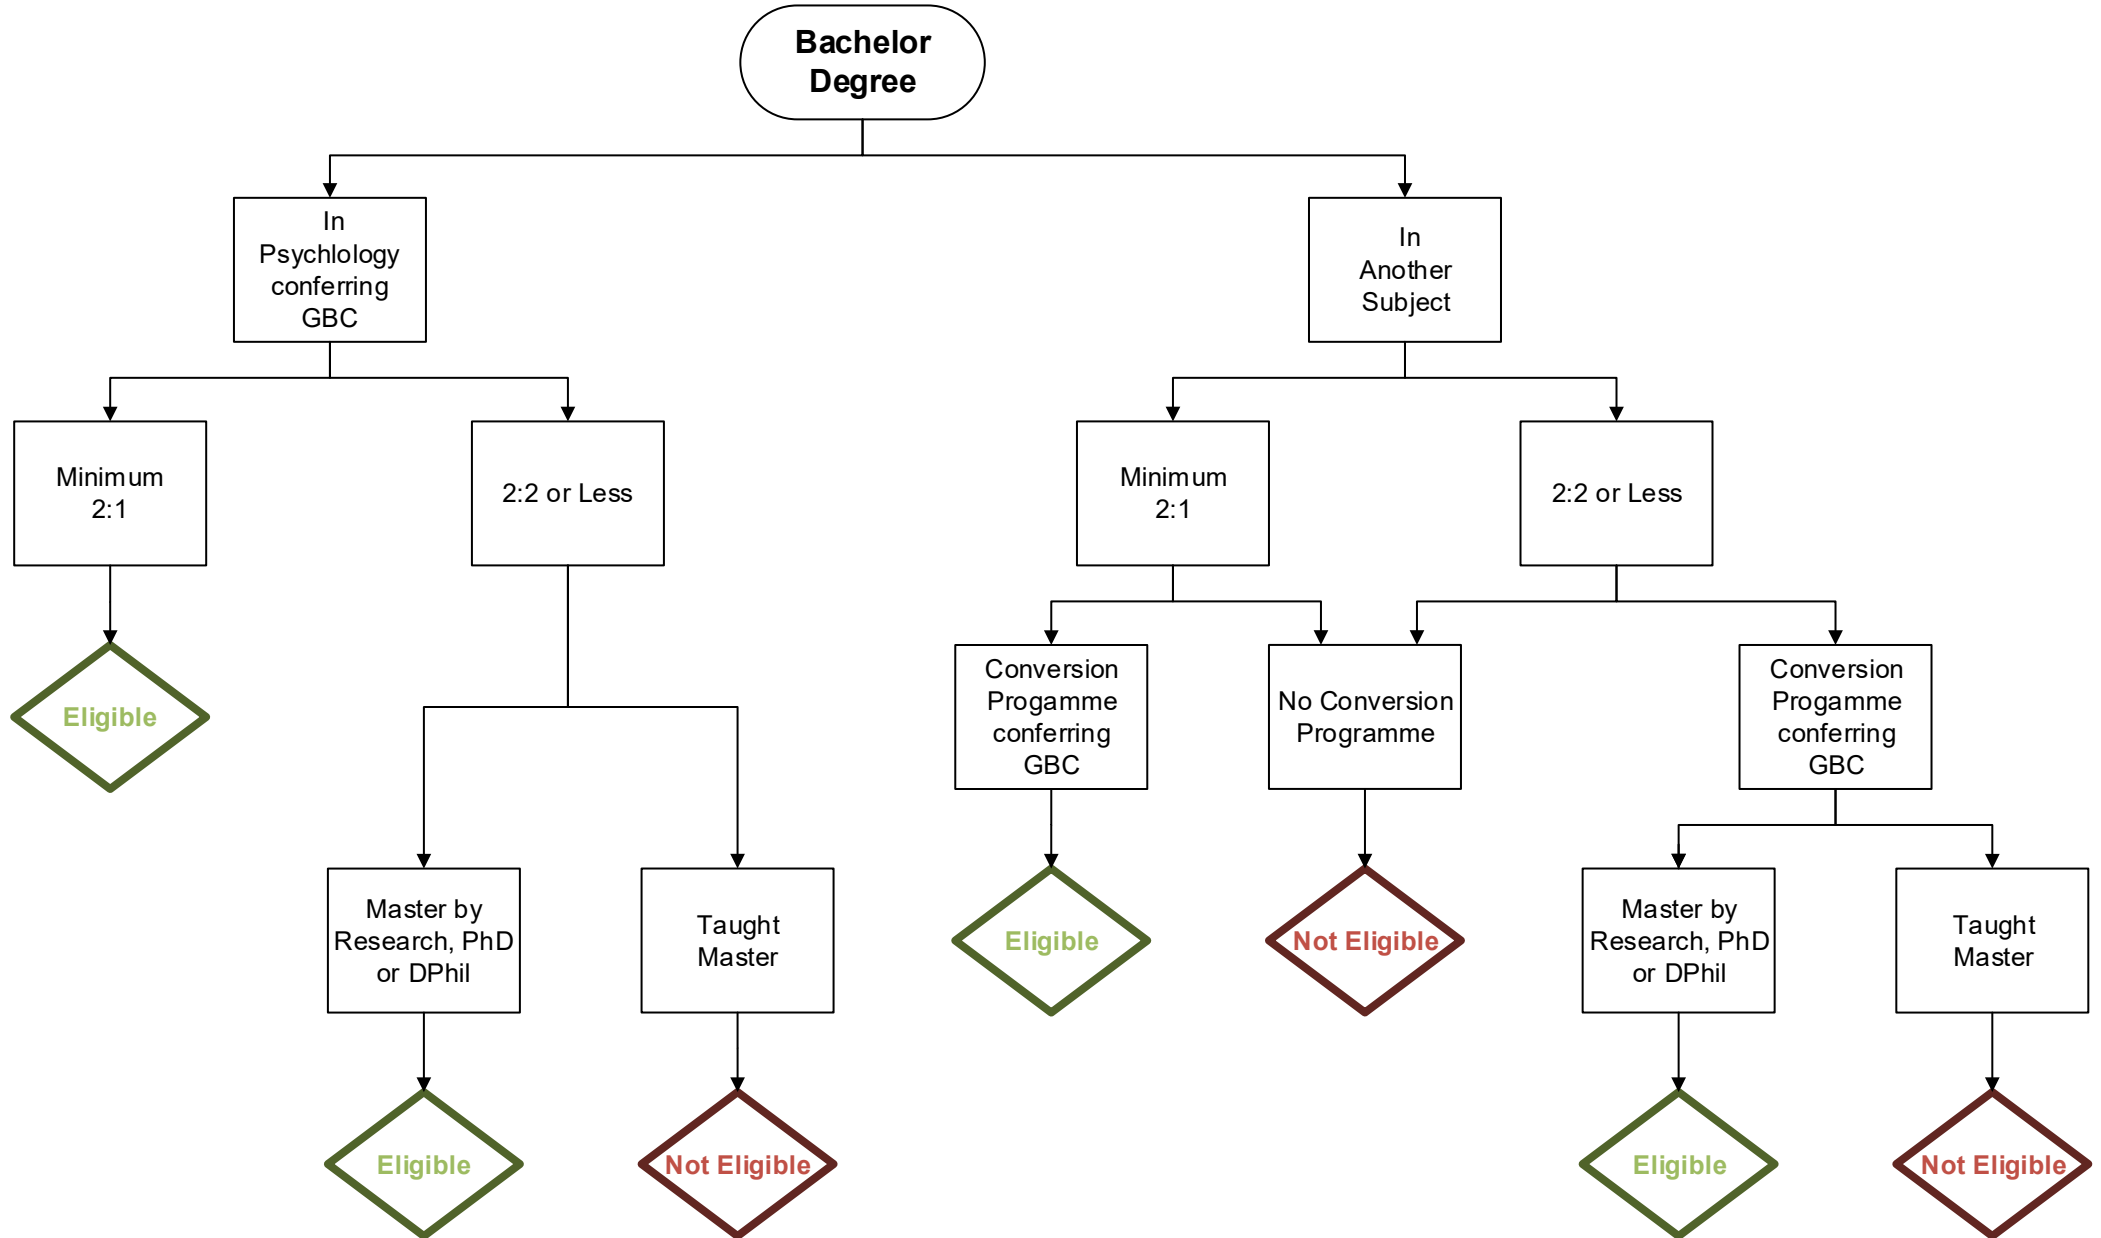 Bachelor
Degree
In
Psychlology
conferring
GBC
In
Another
Subject
Minimum
2:1
2:2 or Less
Minimum
2:1
2:2 or Less
Eligible
Conversion
Progamme
conferring
GBC
No Conversion
Programme
Conversion
Progamme
conferring
GBC
Master by
Research, PhD
or DPhil
Taught
Master
Eligible
Not Eligible
Master by
Research, PhD
or DPhil
Taught
Master
Eligible
Not Eligible
Eligible
Not Eligible